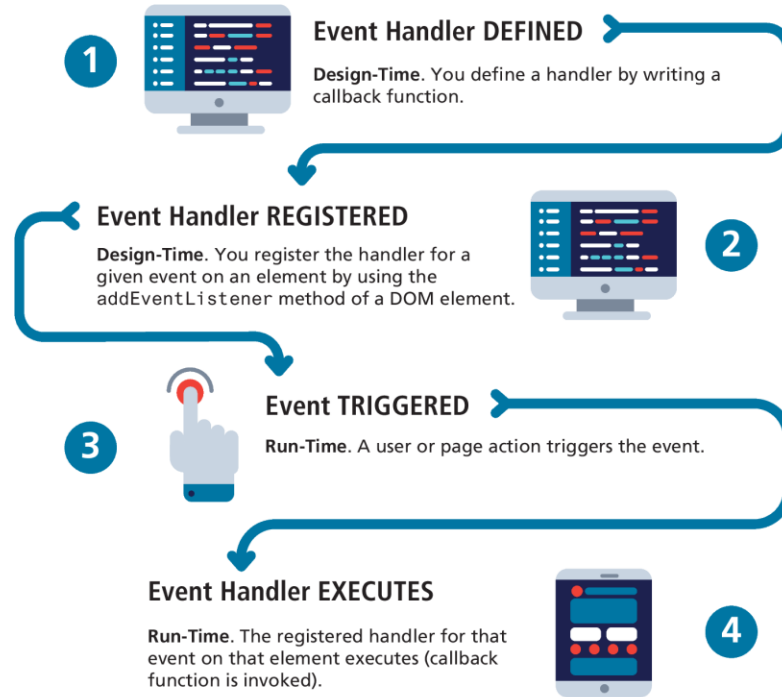 1
Event Handler DEFINED
Design-Time. You define a handler by writing a
callback function.
Event Handler REGISTERED
Design-Time. You register the handler for a
given event on an element by using the
addEventListener method of a DOM element.
2
Event TRIGGERED
3
Run-Time. A user or page action triggers the event.
Event Handler EXECUTES
Run-Time. The registered handler for that
event on that element executes (callback
function is invoked).
4